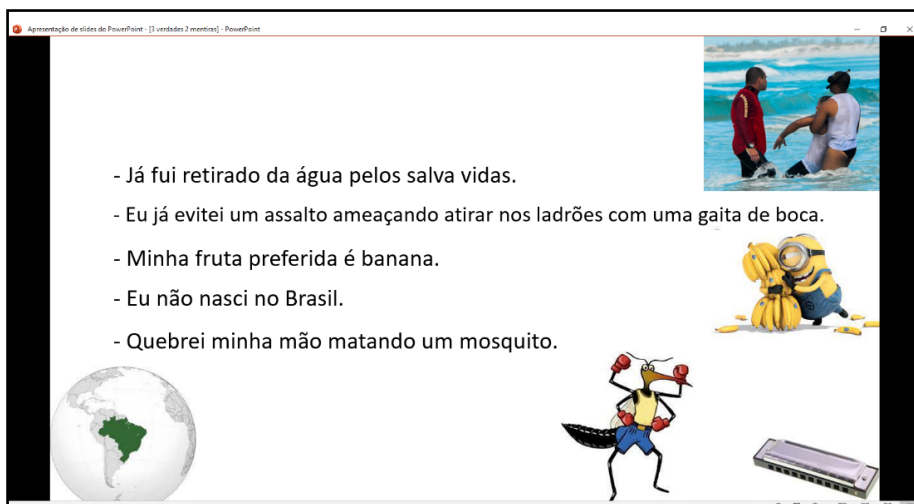 Apresentação de slides do PowerPoint - [3 verdades 2 mentiras] - PowerPoint
- Já fui retirado da água pelos salva vidas.
- Eu já evitei um assalto ameaçando atirar nos ladrões com uma gaita de boca.
- Minha fruta preferida é banana.
- Eu não nasci no Brasil.
- Quebrei minha mão matando um mosquito.